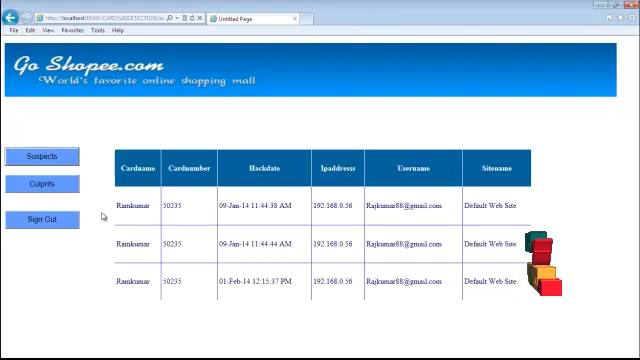 http://localhost:55365/CARD%20DETECTION/as
Untitled Page
File Edit View Favorites Tools Help
Go Shopee.com
World's favorite online shopping mall
Suspects
Culprits
Sign Out
Cardname Cardnumber Hackdate Ipaddresss Username Sitename
Ramkumar 50235 09-Jan-14 11:44:38 AM 192.168.0.56 Rajkumar88@gmail.com Default Web Site
Ramkumar 50235 09-Jan-14 11:44:44 AM 192.168.0.56 Rajkumar88@gmail.com Default Web Site
Ramkumar 50235 01-Feb-14 12:15:37 PM 192.168.0.56 Rajkumar88@gmail.com Default Web Site